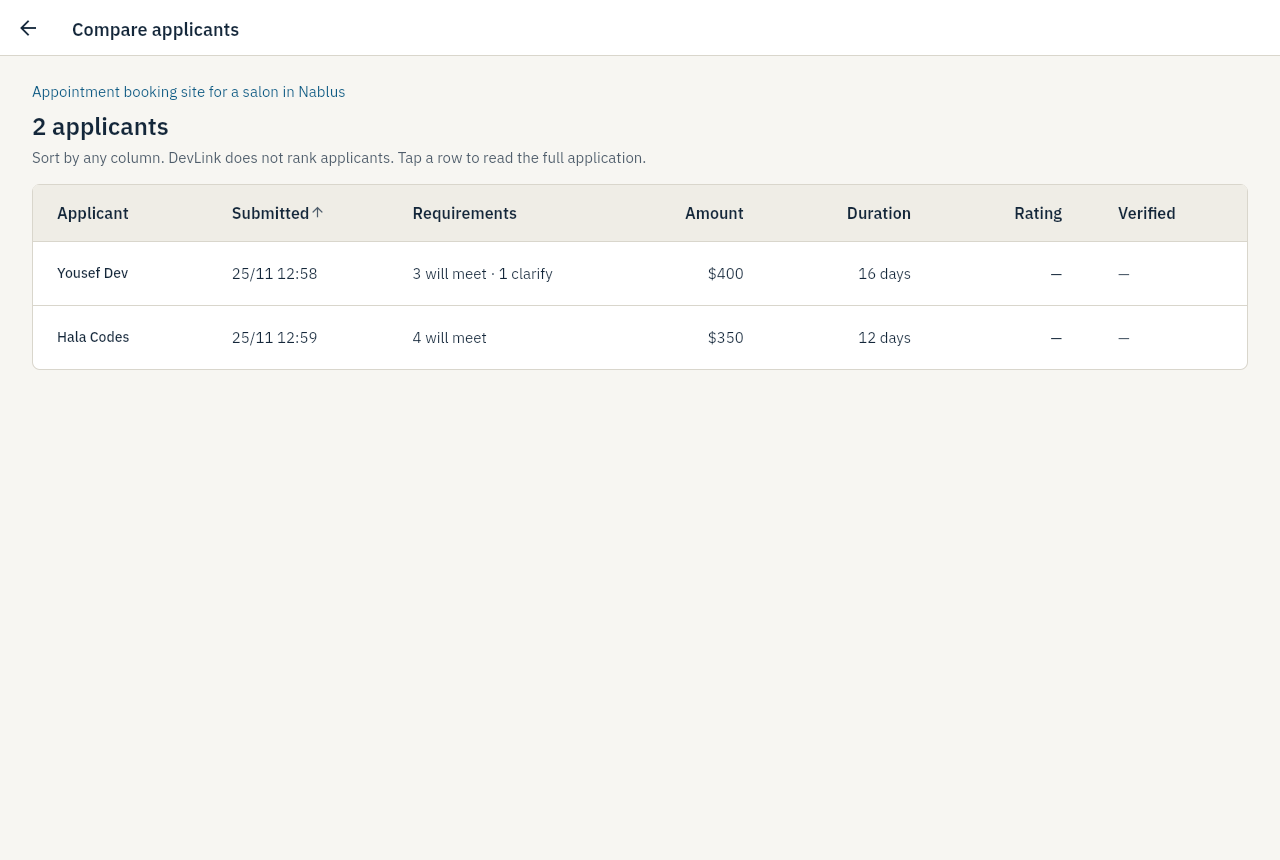 Compare applicants
Appointment booking site for a salon in Nablus
2 applicants
Sort by any column. DevLink does not rank applicants. Tap a row to read the full application.
Applicant Submitted↑ Requirements Amount Duration Rating Verified
Yousef Dev 25/11 12:58 3 will meet · 1 clarify $400 16 days — —
Hala Codes 25/11 12:59 4 will meet $350 12 days — —